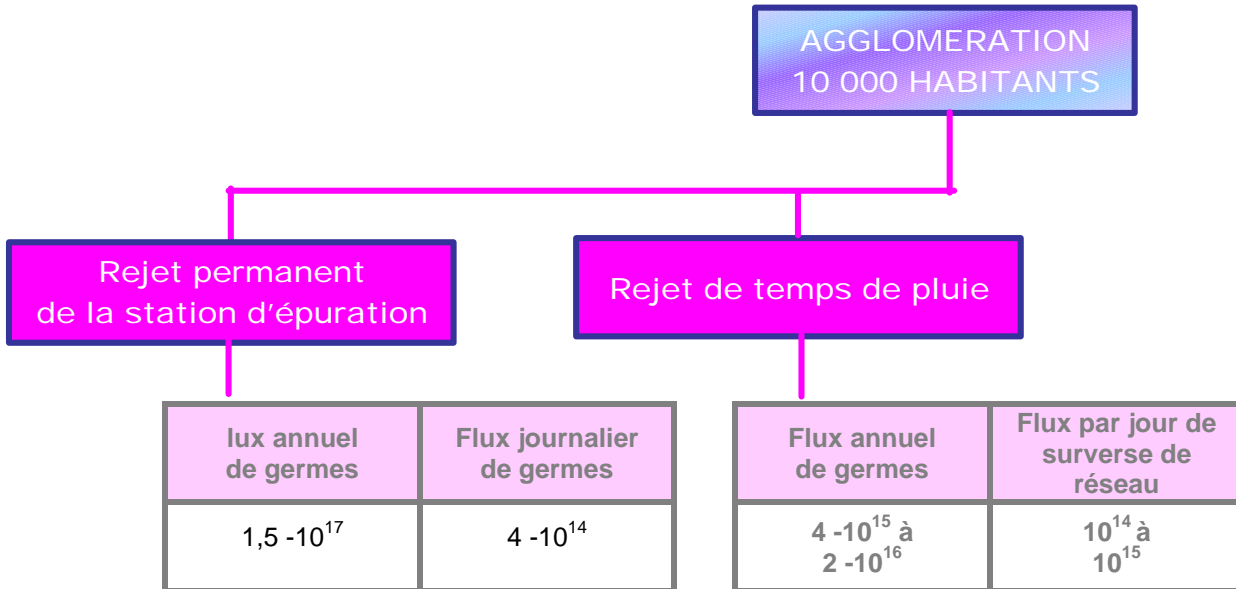 AGGLOMERATION
10 000 HABITANTS
Rejet permanent
de la station d'épuration
Rejet de temps de pluie
lux annuel
de germes
Flux journalier
de germes
Flux annuel
de germes
Flux par jour de
surverse de
réseau
1,5 -10^17
4 -10^14
4 -10^15 à
2 -10^16
10^14 à
10^15